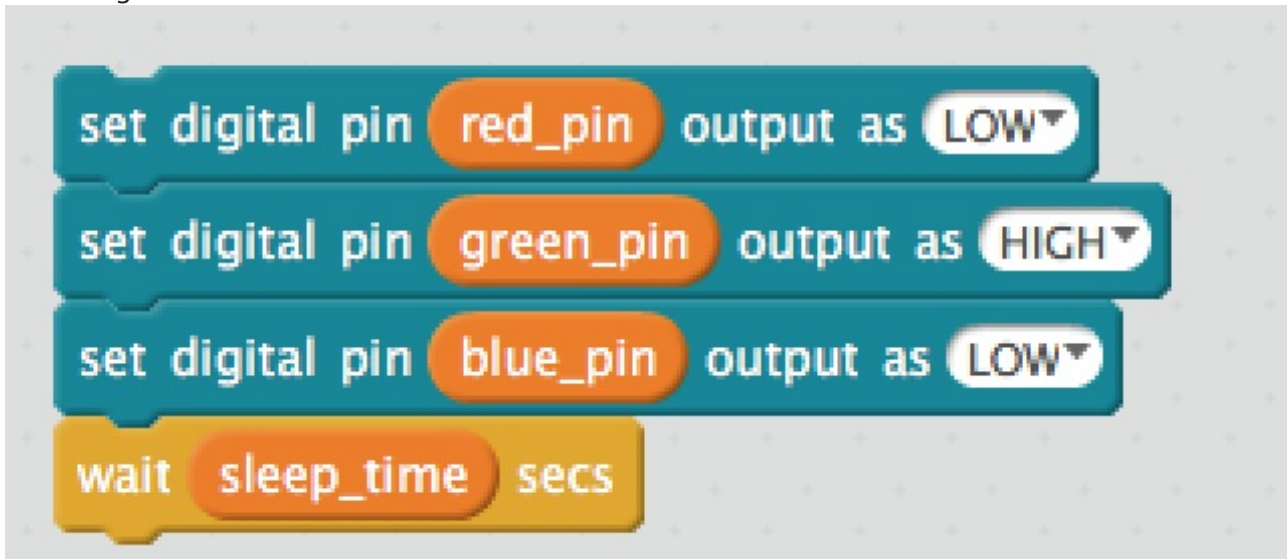 set digital pin red_pin output as LOW
set digital pin green_pin output as HIGH
set digital pin blue_pin output as LOW
wait sleep_time secs